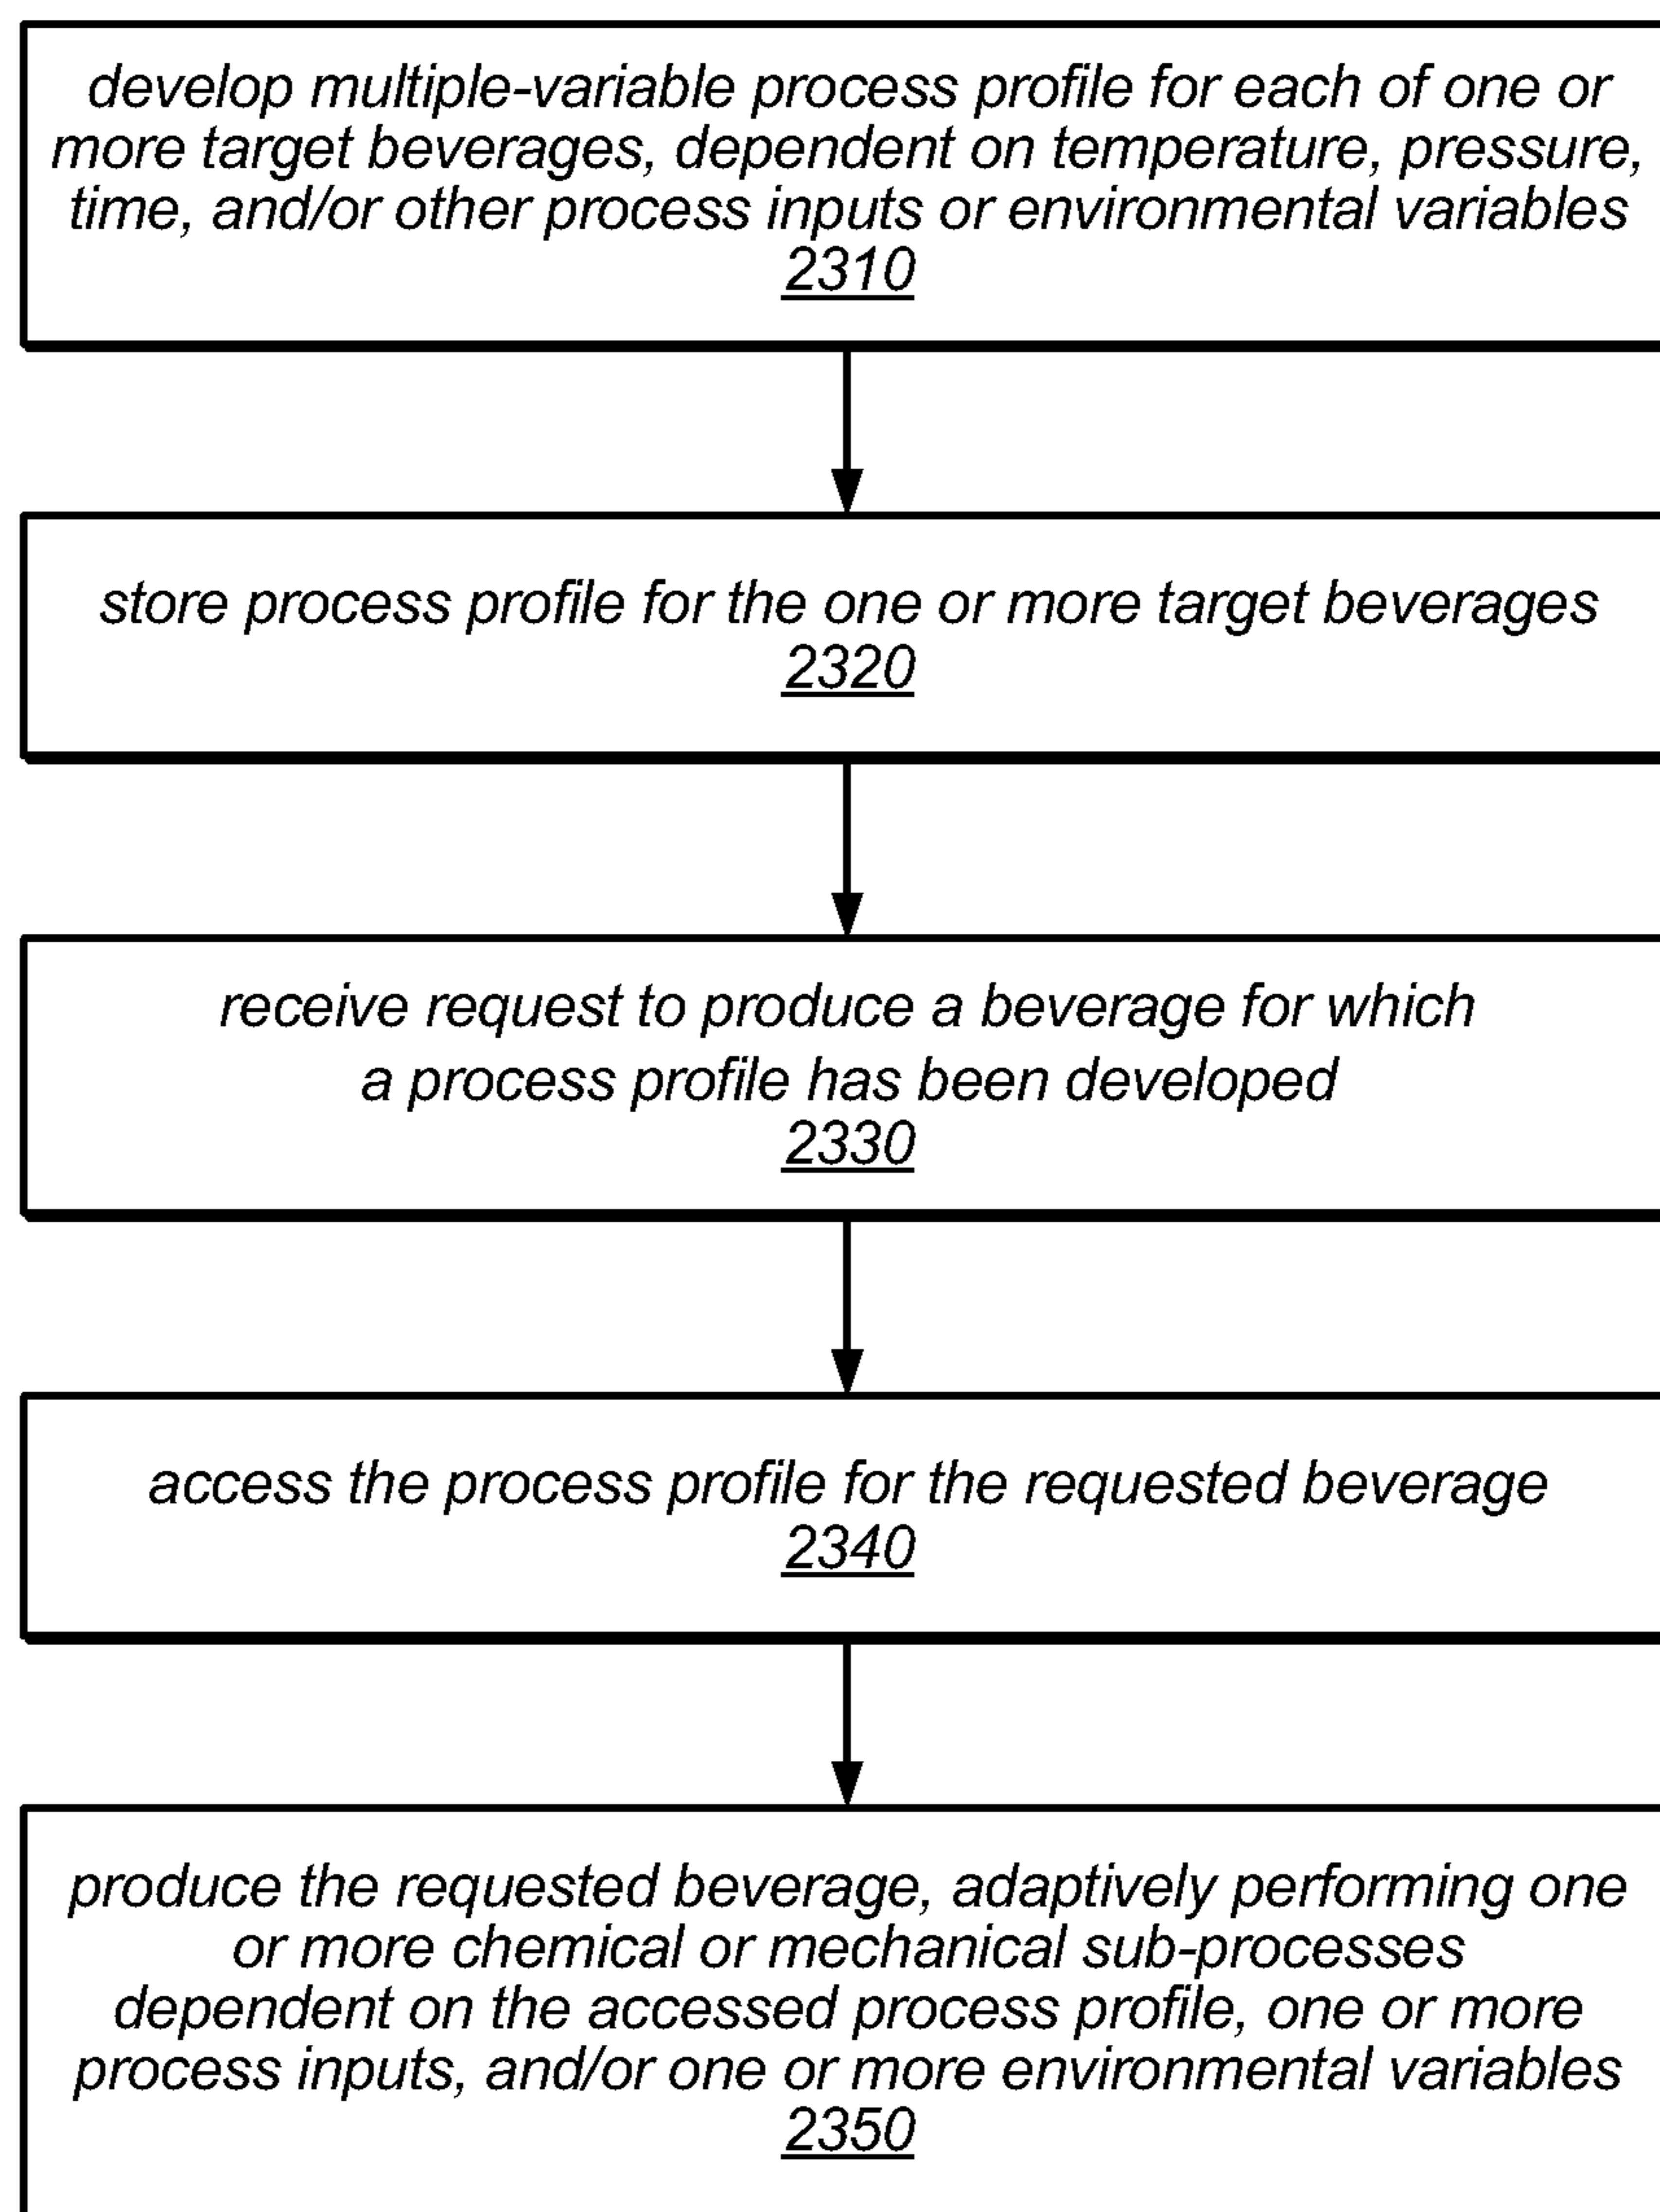 develop multiple-variable process profile for each of one or
more target beverages, dependent on temperature, pressure,
time, and/or other process inputs or environmental variables
2310
store process profile for the one or more target beverages
2320
receive request to produce a beverage for which
a process profile has been developed
2330
access the process profile for the requested beverage
2340
produce the requested beverage, adaptively performing one
or more chemical or mechanical sub-processes
dependent on the accessed process profile, one or more
process inputs, and/or one or more environmental variables
2350